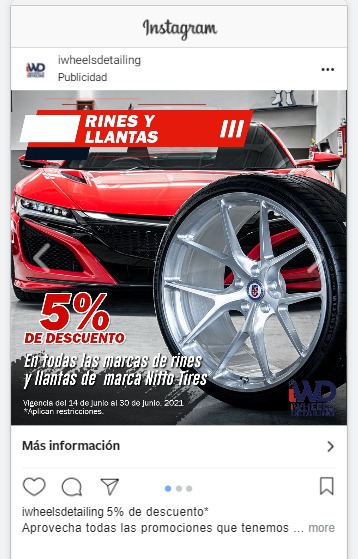 Instagram
iwheelsdetailing
Publicidad
RINES Y
LLANTAS
5%
DE DESCUENTO
En todas las marcas de rines
y llantas de marca Nitto Tires
Vigencia del 14 de junio al 30 de junio, 2021
*Aplican restricciones.
IWD
IWHEELS
DETAILING
Más información
iwheelsdetailing 5% de descuento*
Aprovecha todas las promociones que tenemos ... more